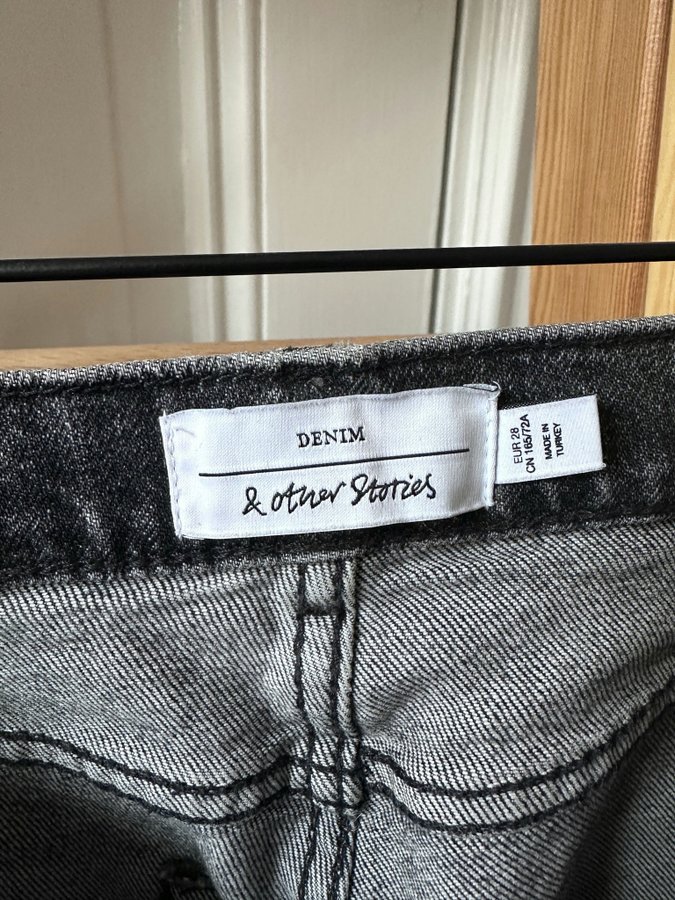 DENIM
& other Stories
EUR 28
CN 165/72A
MADE IN
TURKEY